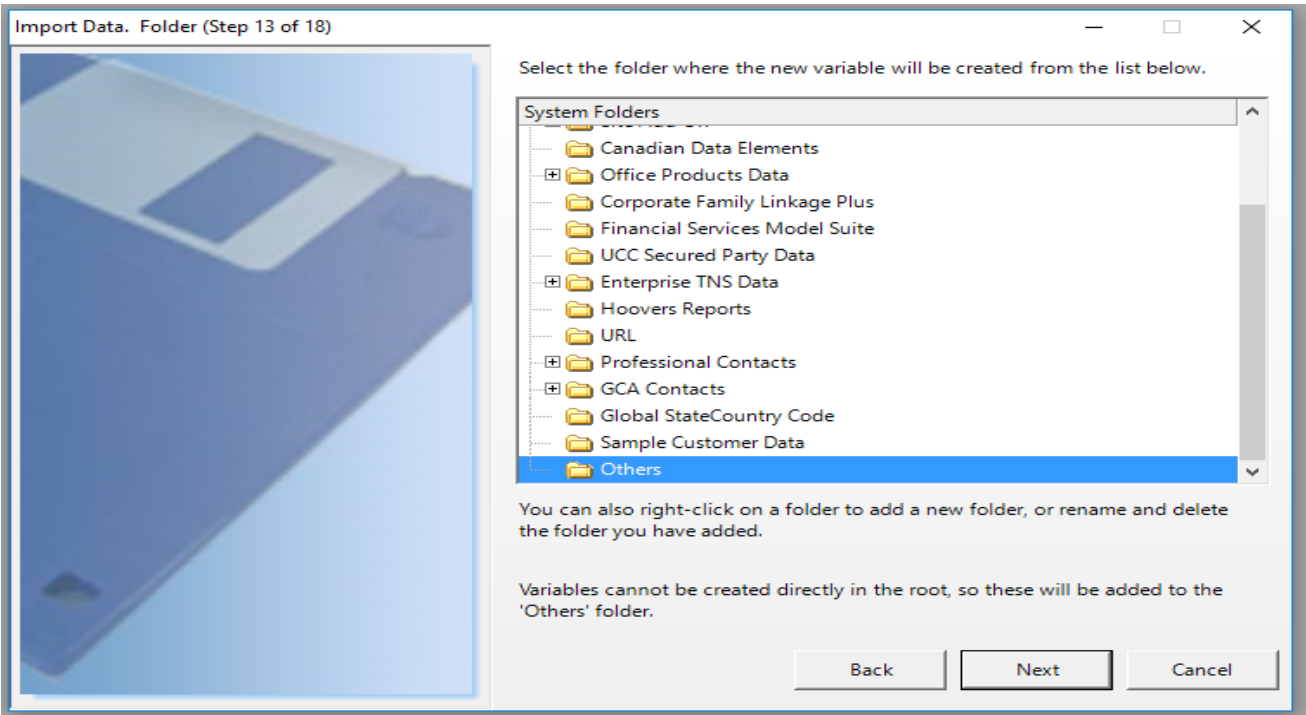 Import Data.  Folder (Step 13 of 18)
Select the folder where the new variable will be created from the list below.
System Folders
Canadian Data Elements
Office Products Data
Corporate Family Linkage Plus
Financial Services Model Suite
UCC Secured Party Data
Enterprise TNS Data
Hoovers Reports
URL
Professional Contacts
GCA Contacts
Global StateCountry Code
Sample Customer Data
Others
You can also right-click on a folder to add a new folder, or rename and delete
the folder you have added.
Variables cannot be created directly in the root, so these will be added to the
'Others' folder.
Back Next Cancel